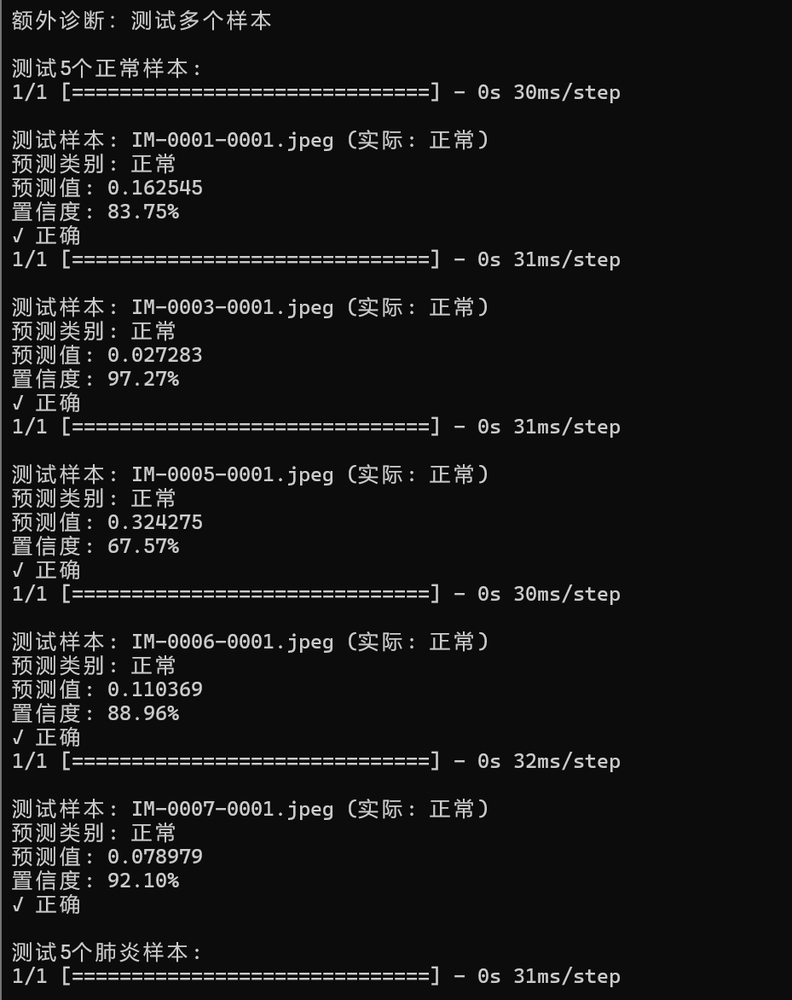 额外诊断: 测试多个样本
测试5个正常样本:
1/1 [==============================] - 0s 30ms/step
测试样本: IM-0001-0001.jpeg (实际: 正常)
预测类别: 正常
预测值: 0.162545
置信度: 83.75%
✓ 正确
1/1 [==============================] - 0s 31ms/step
测试样本: IM-0003-0001.jpeg (实际: 正常)
预测类别: 正常
预测值: 0.027283
置信度: 97.27%
✓ 正确
1/1 [==============================] - 0s 31ms/step
测试样本: IM-0005-0001.jpeg (实际: 正常)
预测类别: 正常
预测值: 0.324275
置信度: 67.57%
✓ 正确
1/1 [==============================] - 0s 30ms/step
测试样本: IM-0006-0001.jpeg (实际: 正常)
预测类别: 正常
预测值: 0.110369
置信度: 88.96%
✓ 正确
1/1 [==============================] - 0s 32ms/step
测试样本: IM-0007-0001.jpeg (实际: 正常)
预测类别: 正常
预测值: 0.078979
置信度: 92.10%
✓ 正确
测试5个肺炎样本:
1/1 [==============================] - 0s 31ms/step